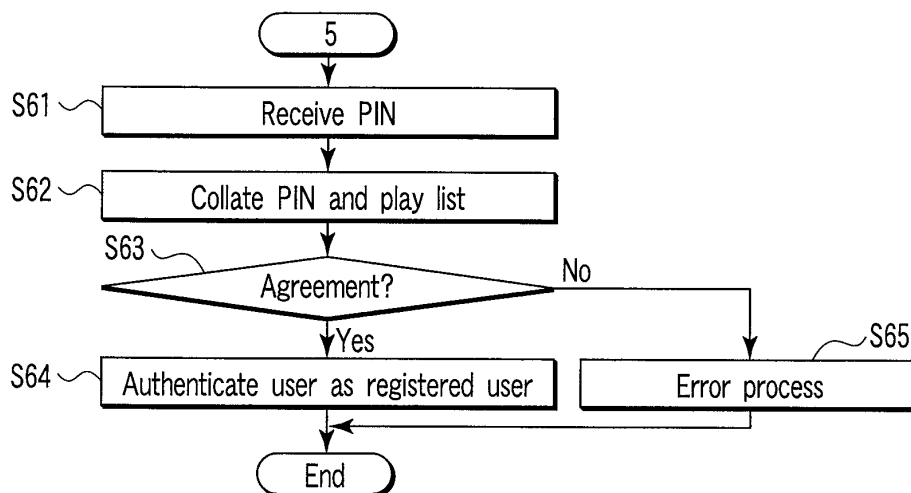 5
S61
Receive PIN
S62
Collate PIN and play list
S63
Agreement?
No
Yes
S64
Authenticate user as registered user
S65
Error process
End